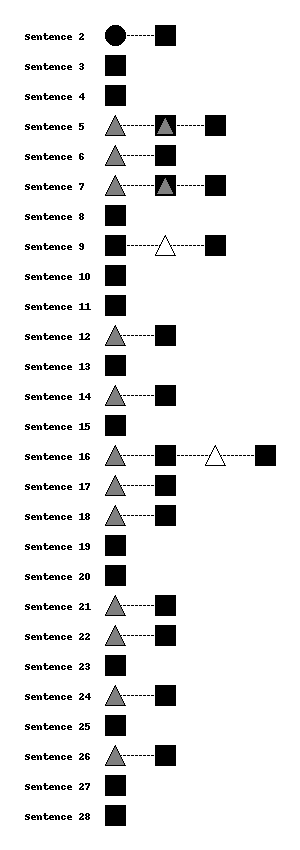 Sentence 2
Sentence 3
Sentence 4
Sentence 5
Sentence 6
Sentence 7
Sentence 8
Sentence 9
Sentence 10
Sentence 11
Sentence 12
Sentence 13
Sentence 14
Sentence 15
Sentence 16
Sentence 17
Sentence 18
Sentence 19
Sentence 20
Sentence 21
Sentence 22
Sentence 23
Sentence 24
Sentence 25
Sentence 26
Sentence 27
Sentence 28